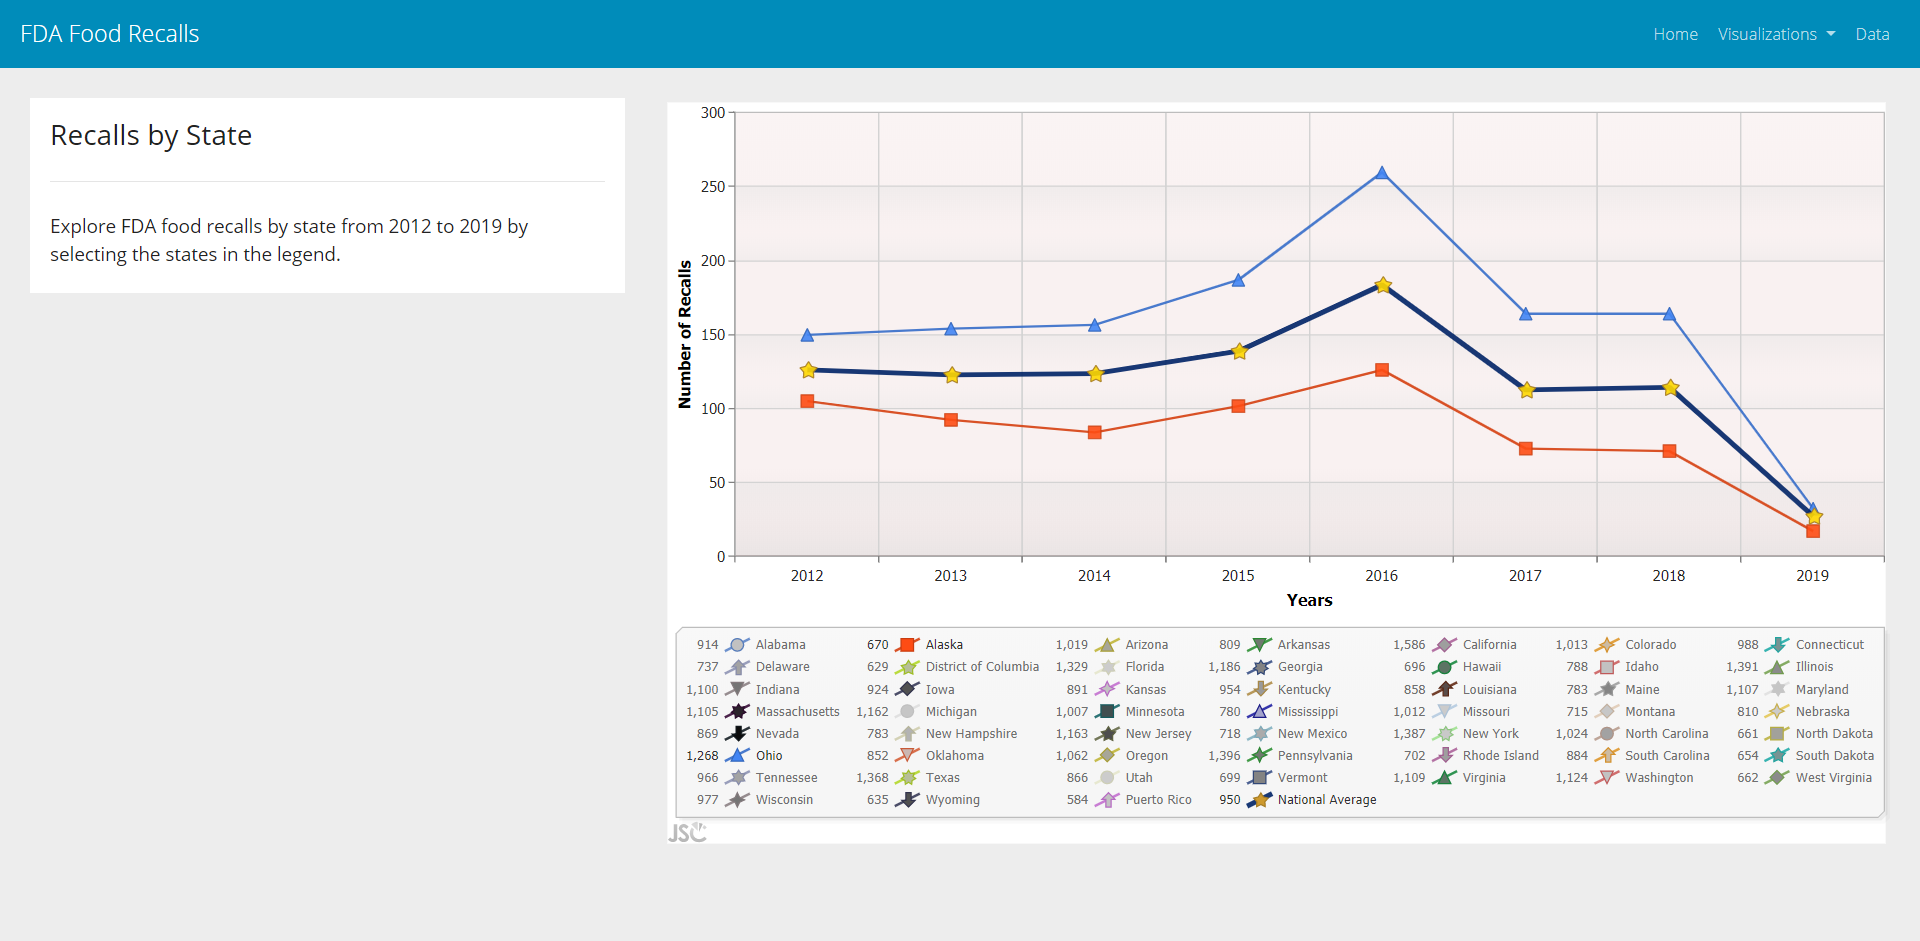 FDA Food Recalls
Home Visualizations Data
Recalls by State
Explore FDA food recalls by state from 2012 to 2019 by
selecting the states in the legend.
300
250
200
150
100
50
0
Number of Recalls
2012 2013 2014 2015 2016 2017 2018 2019
Years
914 Alabama 670 Alaska 1,019 Arizona 809 Arkansas 1,586 California 1,013 Colorado 988 Connecticut
737 Delaware 629 District of Columbia 1,329 Florida 1,186 Georgia 696 Hawaii 788 Idaho 1,391 Illinois
1,100 Indiana 924 Iowa 891 Kansas 954 Kentucky 858 Louisiana 783 Maine 1,107 Maryland
1,105 Massachusetts 1,162 Michigan 1,007 Minnesota 780 Mississippi 1,012 Missouri 715 Montana 810 Nebraska
869 Nevada 783 New Hampshire 1,163 New Jersey 718 New Mexico 1,387 New York 1,024 North Carolina 661 North Dakota
1,268 Ohio 852 Oklahoma 1,062 Oregon 1,396 Pennsylvania 702 Rhode Island 884 South Carolina 654 South Dakota
966 Tennessee 1,368 Texas 866 Utah 699 Vermont 1,109 Virginia 1,124 Washington 662 West Virginia
977 Wisconsin 635 Wyoming 584 Puerto Rico 950 National Average
JSC